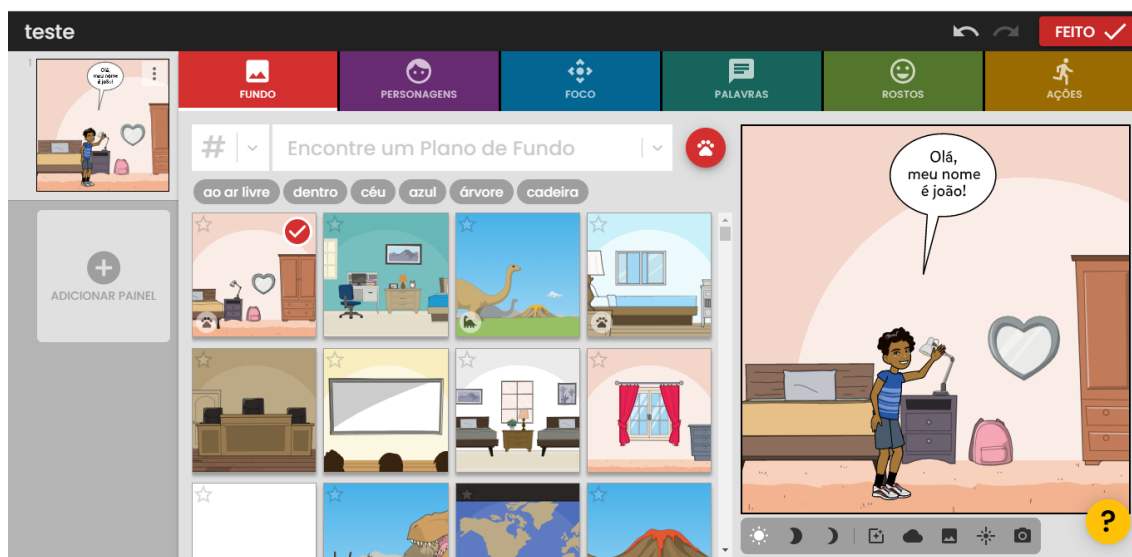 teste
FEITO
1
Olá,
meu nome
é joão!
ADICIONAR PAINEL
FUNDO
PERSONAGENS
FOCO
PALAVRAS
ROSTOS
AÇÕES
# Encontre um Plano de Fundo
ao ar livre dentro céu azul árvore cadeira
Olá,
meu nome
é joão!
?